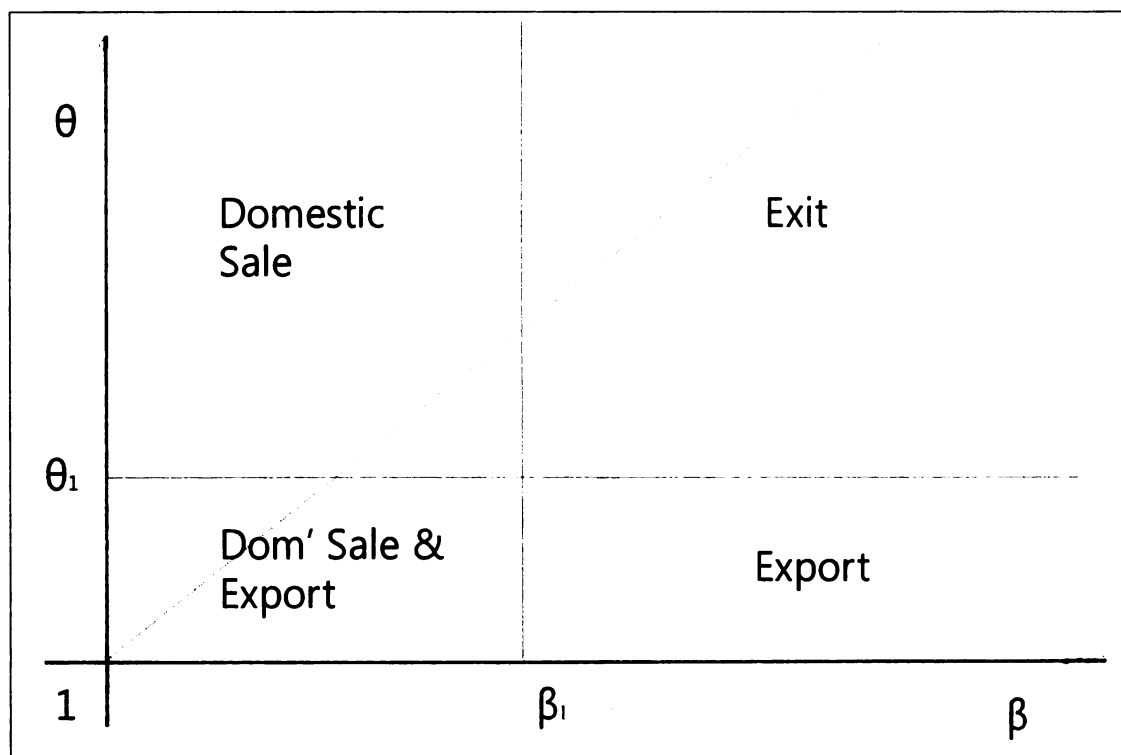 θ
Domestic
Sale
Exit
θ₁
Dom' Sale &
Export
Export
1
β₁
β